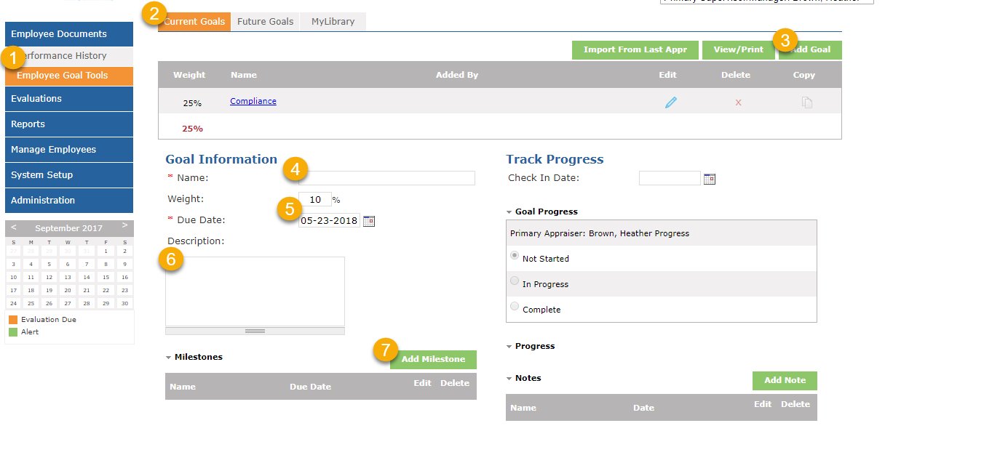 2
Current Goals Future Goals MyLibrary
Employee Documents
1
Performance History
Employee Goal Tools
Evaluations
Reports
Manage Employees
System Setup
Administration
3
Import From Last Appr View/Print Add Goal
Weight Name Added By Edit Delete Copy
25% Compliance x
25%
Goal Information
4
* Name:
Weight: 10 %
5
* Due Date: 05-23-2018
Description:
6
7
Milestones Add Milestone
Name Due Date Edit Delete
Track Progress
Check In Date:
Goal Progress
Primary Appraiser: Brown, Heather Progress
Not Started
In Progress
Complete
Progress
Notes Add Note
Name Date Edit Delete
< September 2017 >
S M T W T F S
27 28 29 30 31 1 2
3 4 5 6 7 8 9
10 11 12 13 14 15 16
17 18 19 20 21 22 23
24 25 26 27 28 29 30
Evaluation Due
Alert